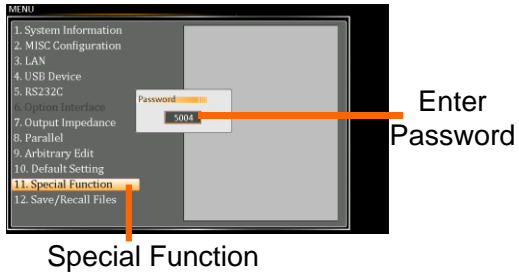 MENU
1. System Information
2. MISC Configuration
3. LAN
4. USB Device
5. RS232C
6. Option Interface
7. Output Impedance
8. Parallel
9. Arbitrary Edit
10. Default Setting
11. Special Function
12. Save/Recall Files
Password
5004
Enter
Password
Special Function